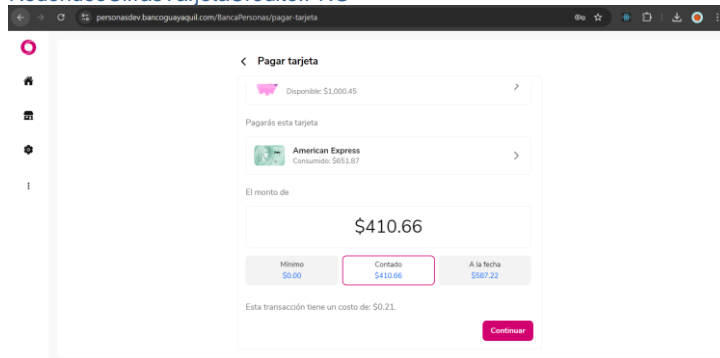 personasdev.bancoguayaquil.com/BancaPersonas/pagar-tarjeta
Pagar tarjeta
Disponible: $1,000.45
Pagarás esta tarjeta
American Express
Consumido: $651.87
El monto de
$410.66
Mínimo
$0.00
Contado
$410.66
A la fecha
$587.22
Esta transacción tiene un costo de: $0.21.
Continuar